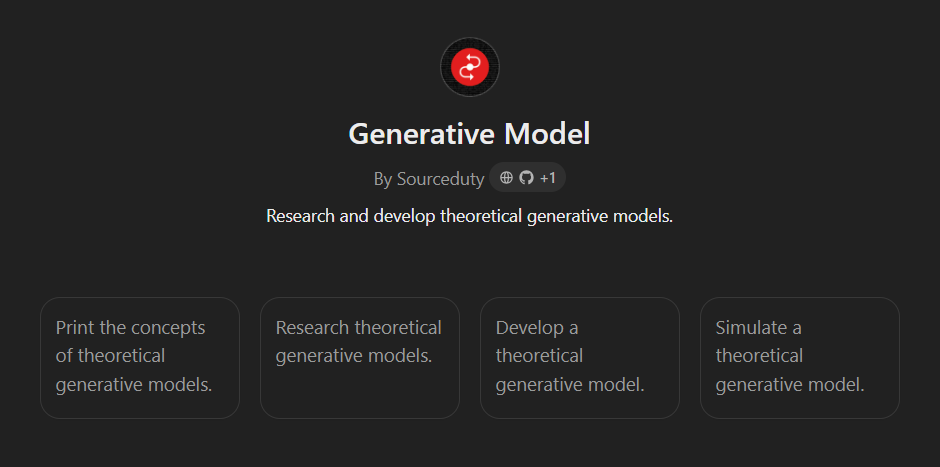 Generative Model
By Sourceduty +1
Research and develop theoretical generative models.
Print the concepts
of theoretical
generative models.
Research theoretical
generative models.
Develop a
theoretical
generative model.
Simulate a
theoretical
generative model.